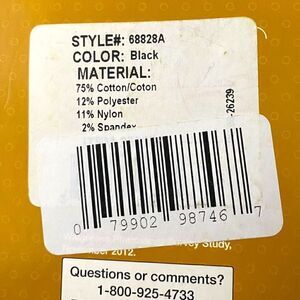 STYLE#: 68828A
COLOR: Black
MATERIAL:
75% Cotton/Coton
12% Polyester
11% Nylon
2% Spandex
-26239
0 79902 98746 7
Study,
2012.
Questions or comments?
1-800-925-4733